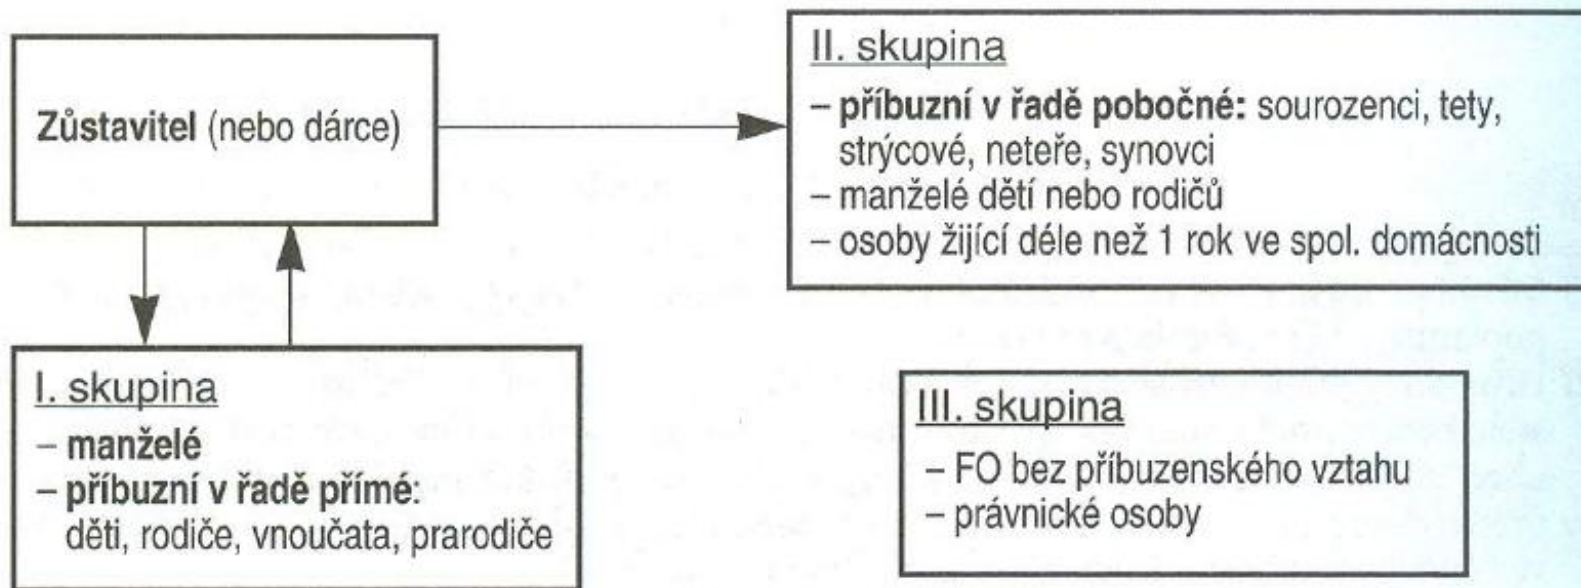 Zůstavitel (nebo dárce)
II. skupina
– příbuzní v řadě pobočné: sourozenci, tety,
strýcové, neteře, synovci
– manželé dětí nebo rodičů
– osoby žijící déle než 1 rok ve spol. domácnosti
I. skupina
– manželé
– příbuzní v řadě přímé:
děti, rodiče, vnoučata, prarodiče
III. skupina
– FO bez příbuzenského vztahu
– právnické osoby